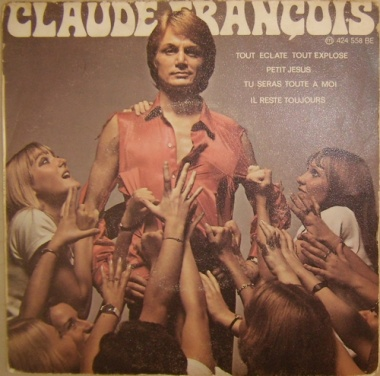 CLAUDE FRANÇOIS
424 558 BE
TOUT ECLATE TOUT EXPLOSE
PETIT JESUS
TU SERAS TOUTE A MOI
IL RESTE TOUJOURS